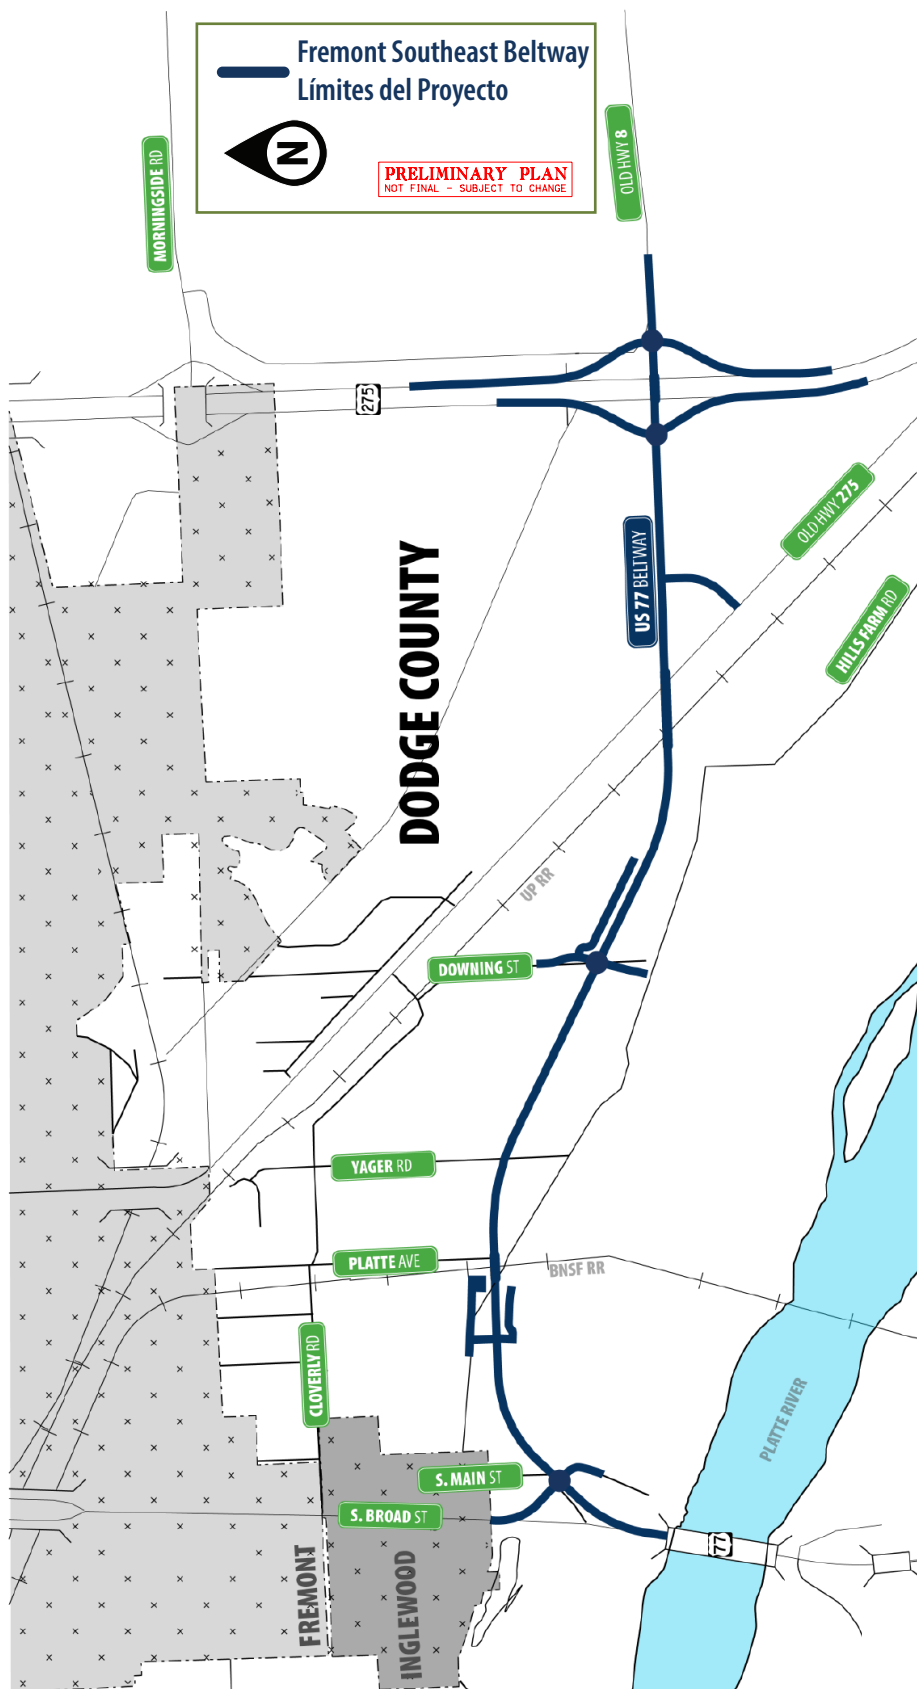 Fremont Southeast Beltway
Límites del Proyecto
N
PRELIMINARY PLAN
NOT FINAL - SUBJECT TO CHANGE
MORNINGSIDE RD
OLD HWY 8
275
OLD HWY 275
US 77 BELTWAY
HILLS FARM RD
DODGE COUNTY
UP RR
DOWNING ST
YAGER RD
PLATTE AVE
BNSF RR
CLOVERLY RD
PLATTE RIVER
S. MAIN ST
S. BROAD ST
77
FREMONT
INGLEWOOD